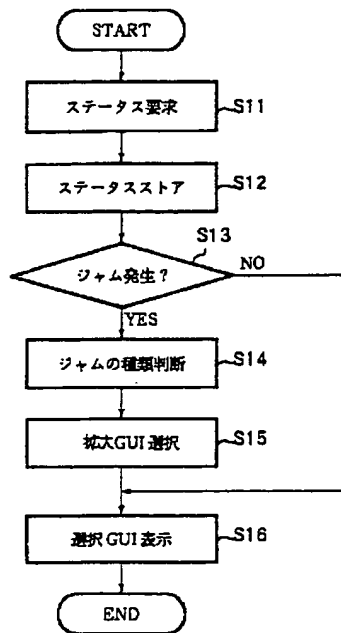 START
ステータス要求
S11
ステータスストア
S12
S13
ジャム発生?
NO
YES
ジャムの種類判断
S14
拡大GUI選択
S15
選択GUI表示
S16
END